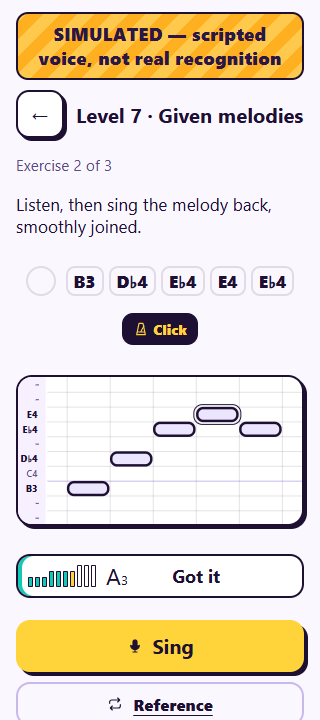 SIMULATED — scripted
voice, not real recognition
← Level 7 · Given melodies
Exercise 2 of 3
Listen, then sing the melody back,
smoothly joined.
B3 D♭4 E♭4 E4 E♭4
Click
E4
E♭4
D♭4
C4
B3
A3 Got it
Sing
Reference